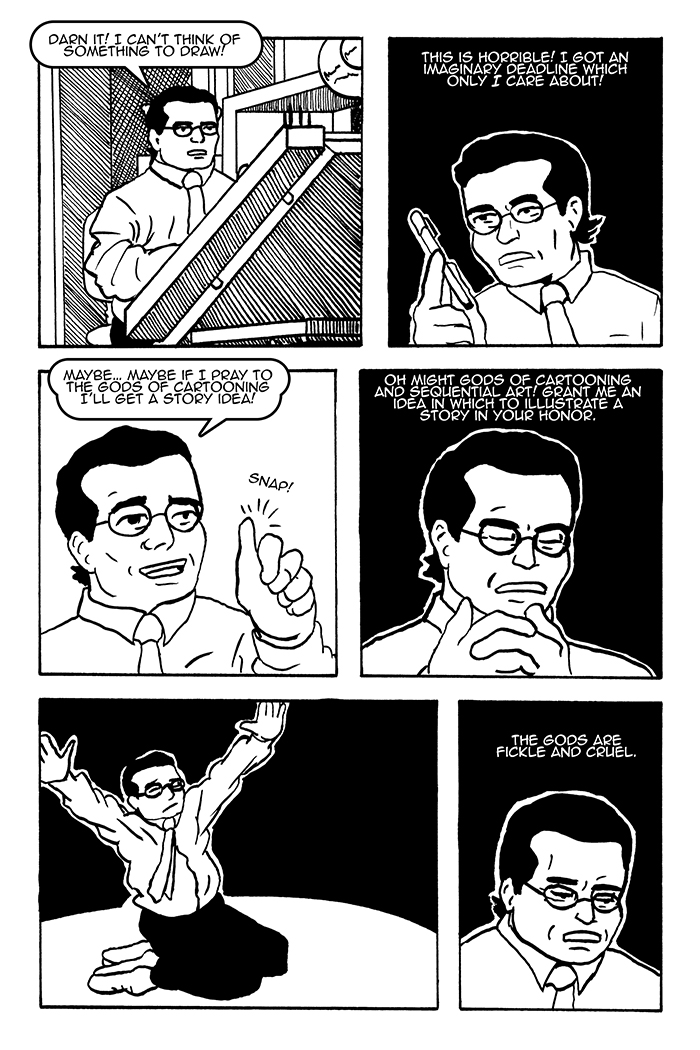 DARN IT! I CAN'T THINK OF
SOMETHING TO DRAW!
THIS IS HORRIBLE! I GOT AN
IMAGINARY DEADLINE WHICH
ONLY I CARE ABOUT!
MAYBE... MAYBE IF I PRAY TO
THE GODS OF CARTOONING
I'LL GET A STORY IDEA!
SNAP!
OH MIGHT GODS OF CARTOONING
AND SEQUENTIAL ART! GRANT ME AN
IDEA IN WHICH TO ILLUSTRATE A
STORY IN YOUR HONOR.
THE GODS ARE
FICKLE AND CRUEL.